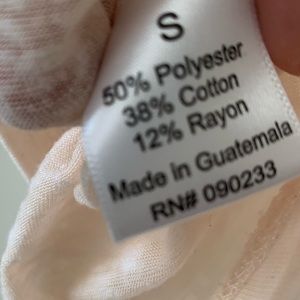 S
50% Polyester
38% Cotton
12% Rayon
Made in Guatemala
RN# 090233